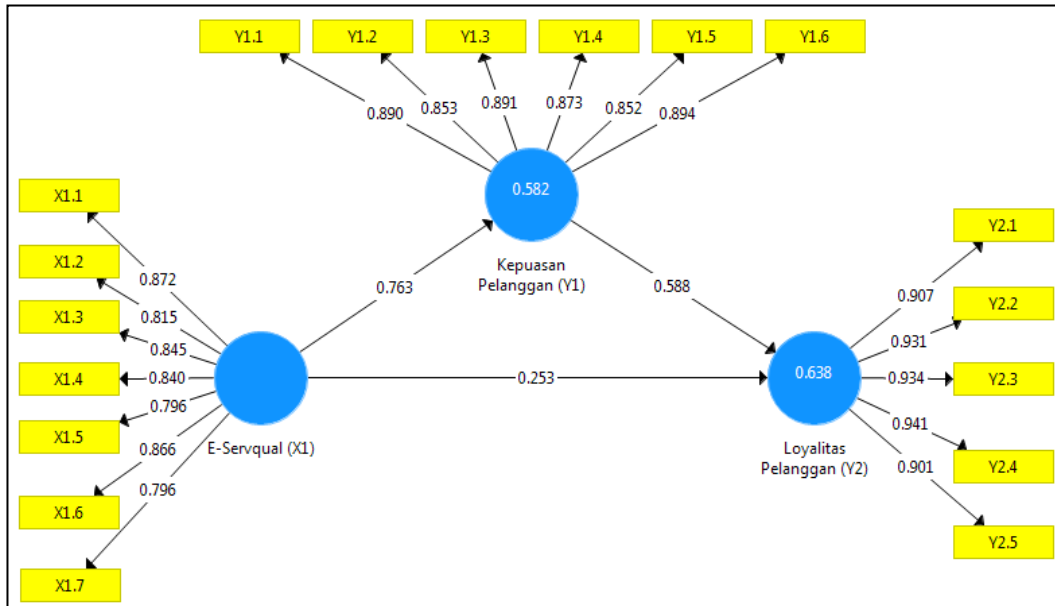 Y1.1
Y1.2
Y1.3
Y1.4
Y1.5
Y1.6
0.890
0.853
0.891
0.873
0.852
0.894
0.582
Kepuasan
Pelanggan (Y1)
X1.1
X1.2
X1.3
X1.4
X1.5
X1.6
X1.7
0.872
0.815
0.845
0.840
0.796
0.866
0.796
E-Servqual (X1)
0.763
0.588
0.253
0.638
Loyalitas
Pelanggan (Y2)
0.907
0.931
0.934
0.941
0.901
Y2.1
Y2.2
Y2.3
Y2.4
Y2.5